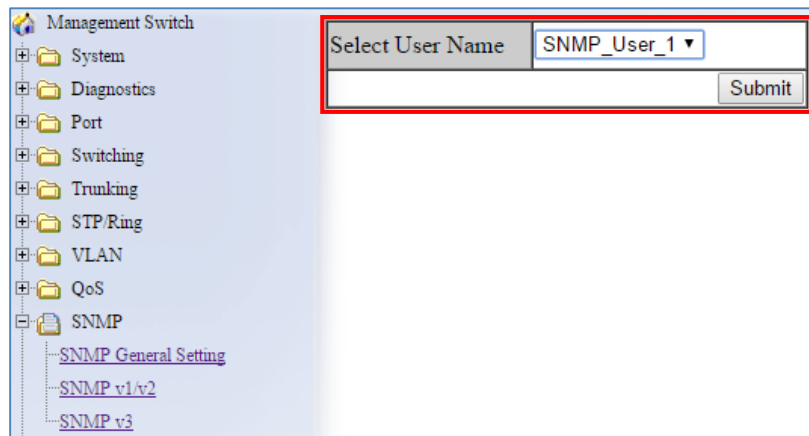 Management Switch
System
Diagnostics
Port
Switching
Trunking
STP/Ring
VLAN
QoS
SNMP
SNMP General Setting
SNMP v1/v2
SNMP v3
Select User Name SNMP_User_1
Submit